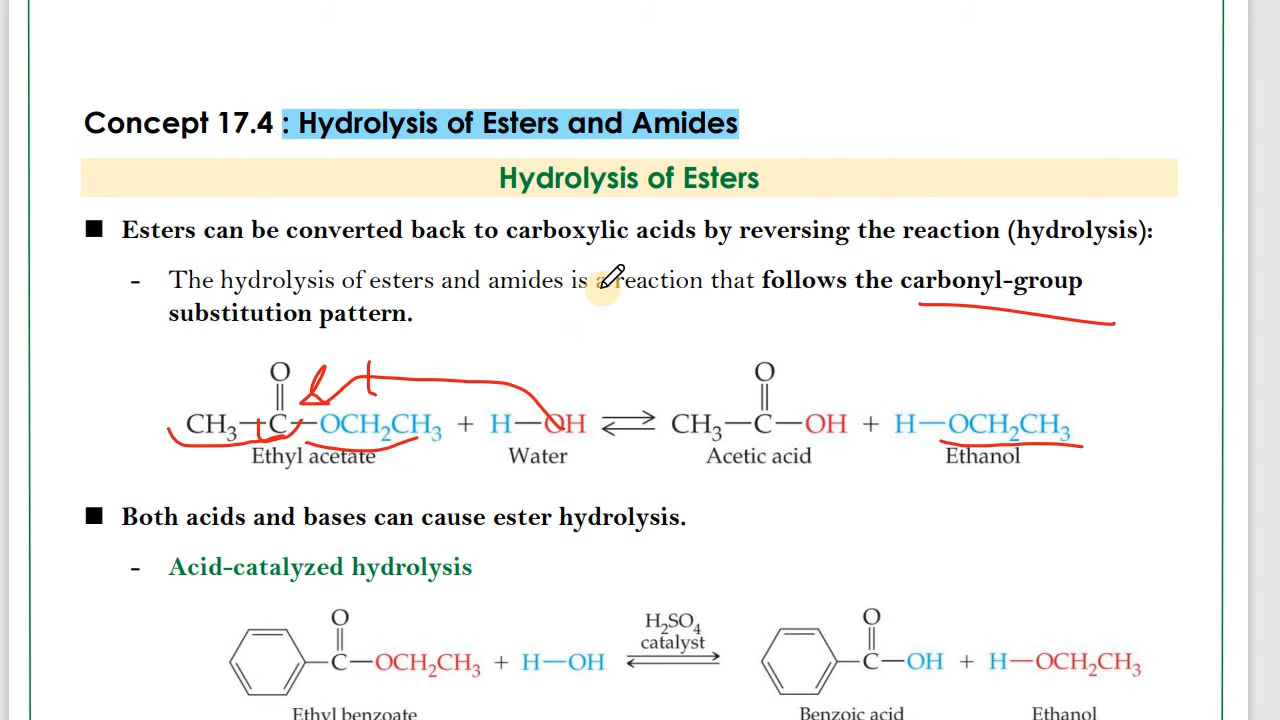 Concept 17.4 : Hydrolysis of Esters and Amides
Hydrolysis of Esters
■ Esters can be converted back to carboxylic acids by reversing the reaction (hydrolysis):
- The hydrolysis of esters and amides is a reaction that follows the carbonyl-group
substitution pattern.
O O
CH₃—C—OCH₂CH₃ + H—OH ⇌ CH₃—C—OH + H—OCH₂CH₃
Ethyl acetate Water Acetic acid Ethanol
■ Both acids and bases can cause ester hydrolysis.
- Acid-catalyzed hydrolysis
O H₂SO₄ O
catalyst
C—OCH₂CH₃ + H—OH ⇌ C—OH + H—OCH₂CH₃
Ethyl benzoate Benzoic acid Ethanol